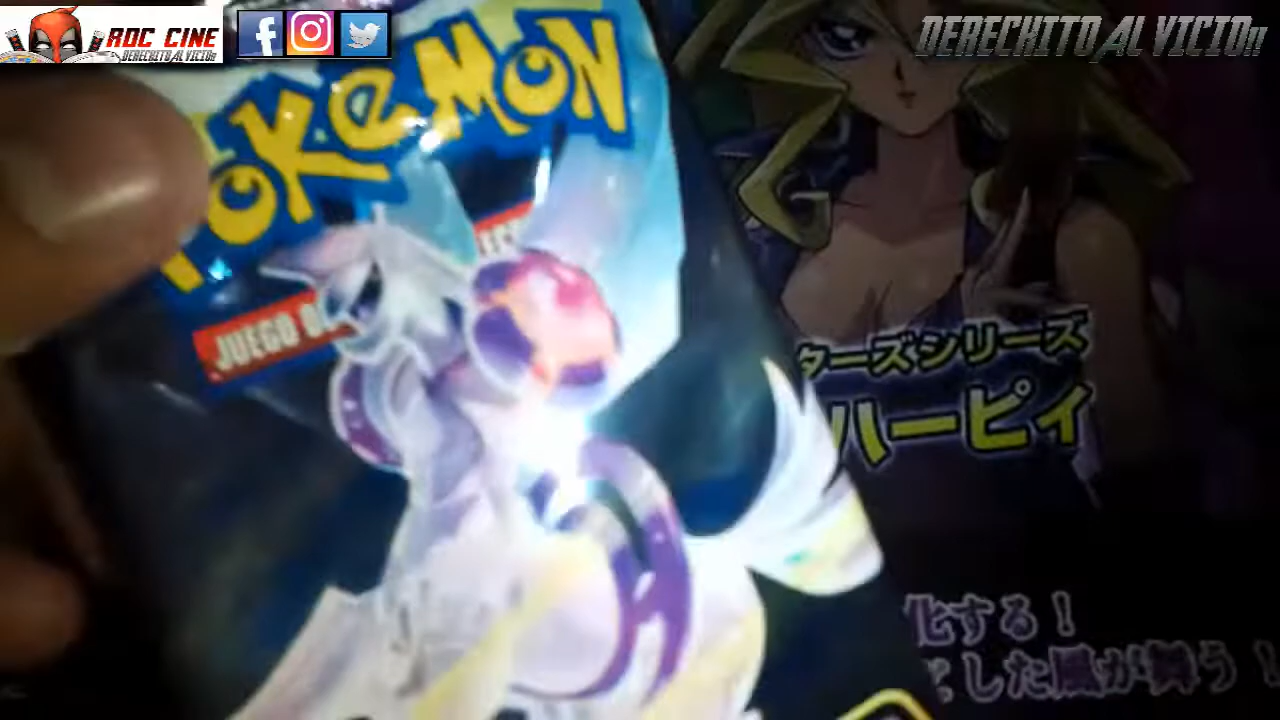 ROC CINE
DERECHITO AL VICIO!!
DERECHITO AL VICIO!!
POKéMON
JUEGO
ターズシリーズ
ハーピィ
化する！
した風が舞う！